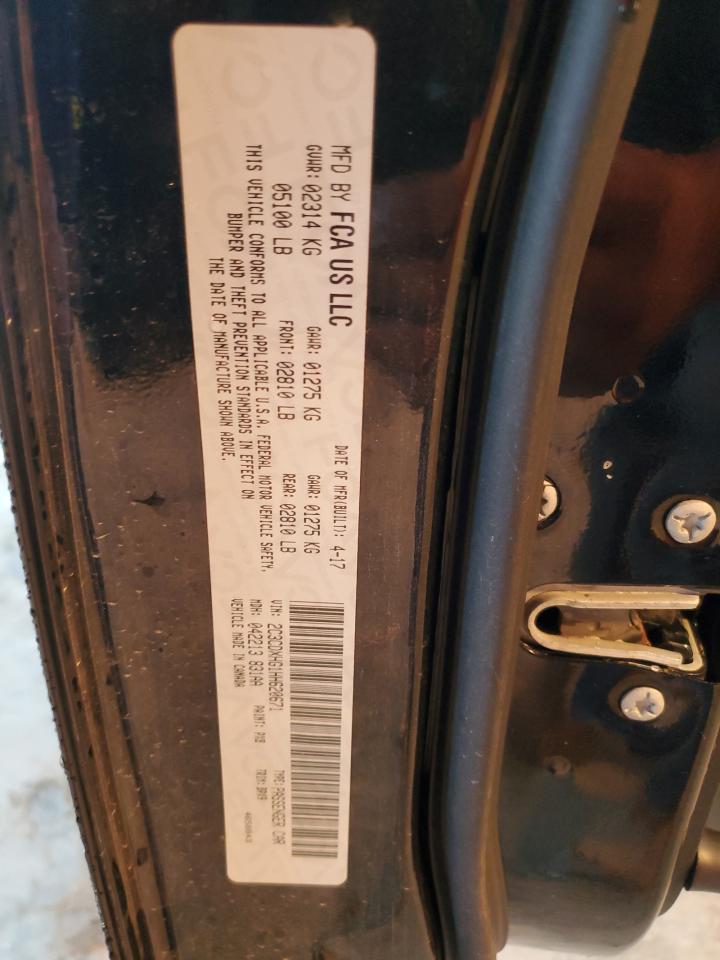 MFD BY FCA US LLC
DATE OF MFR(BUILT): 4-17
GVWR: 02314 KG
GAWR: 01275 KG
GAWR: 01275 KG
05100 LB
FRONT: 02810 LB
REAR: 02810 LB
THIS VEHICLE CONFORMS TO ALL APPLICABLE U.S.A. FEDERAL MOTOR VEHICLE SAFETY,
BUMPER AND THEFT PREVENTION STANDARDS IN EFFECT ON
THE DATE OF MANUFACTURE SHOWN ABOVE.
VIN: 2C3CDXHG1HH620671
TYPE: PASSENGER CAR
MDH: 042213 831AA
PAINT: PX8
VEHICLE MADE IN CANADA
TRIM: